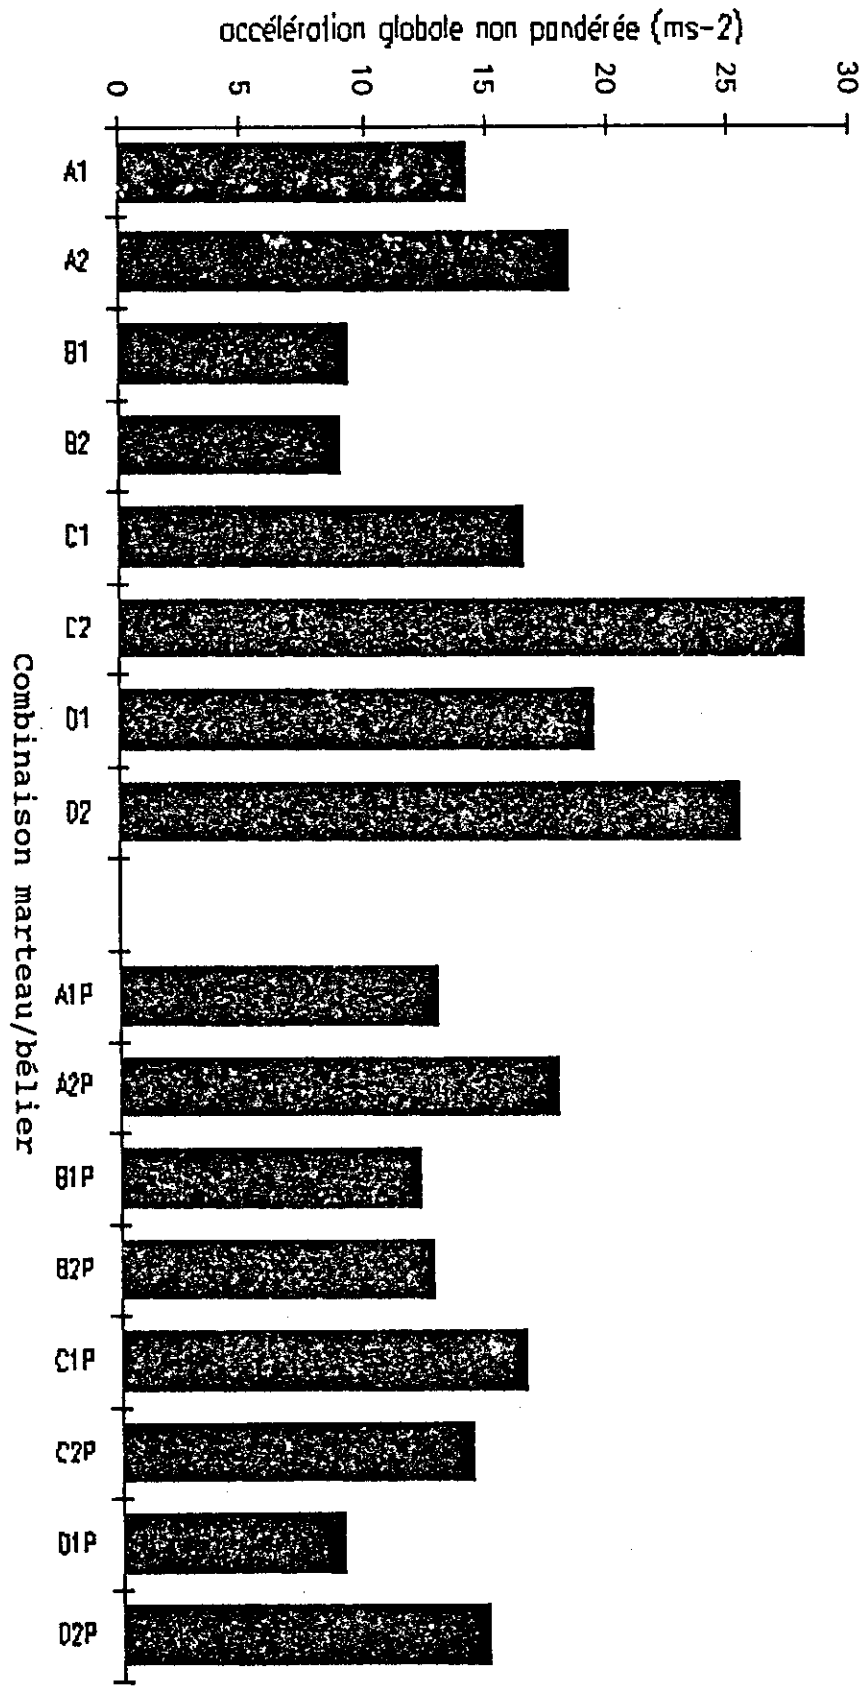 accélération globale non pondérée (ms-2)
30
25
20
15
10
5
0
A1
A2
B1
B2
C1
C2
D1
D2
A1P
A2P
B1P
B2P
C1P
C2P
D1P
D2P
Combinaison marteau/bélier